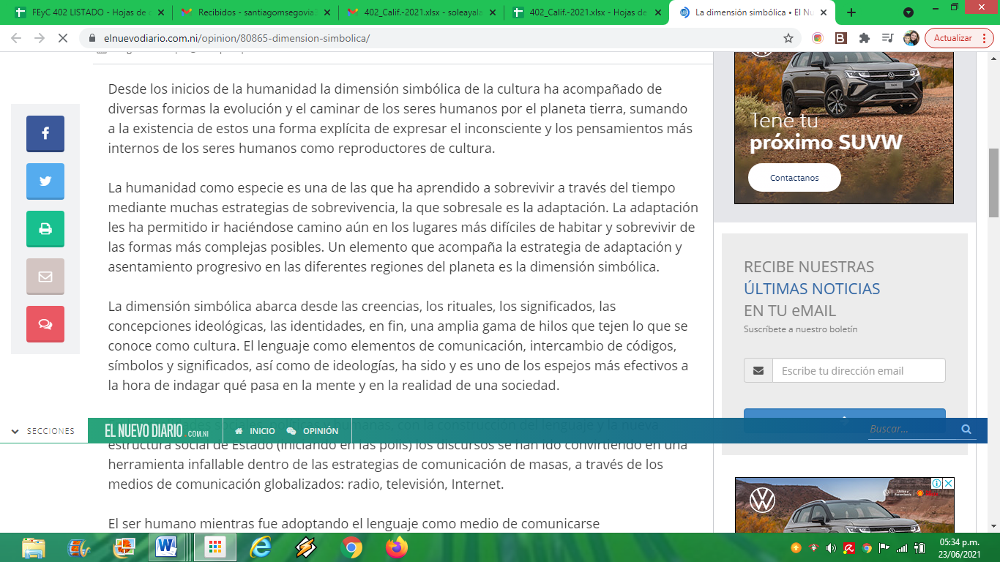 FEyC 402 LISTADO - Hojas de c
Recibidos - santiagomsegovia
402_Calif.-2021.xlsx - soleayala
402_Calif.-2021.xlsx - Hojas de
La dimensión simbólica • El Nu
elnuevodiario.com.ni/opinion/80865-dimension-simbolica/
Actualizar
Desde los inicios de la humanidad la dimensión simbólica de la cultura ha acompañado de
diversas formas la evolución y el caminar de los seres humanos por el planeta tierra, sumando
a la existencia de estos una forma explícita de expresar el inconsciente y los pensamientos más
internos de los seres humanos como reproductores de cultura.
La humanidad como especie es una de las que ha aprendido a sobrevivir a través del tiempo
mediante muchas estrategias de sobrevivencia, la que sobresale es la adaptación. La adaptación
les ha permitido ir haciéndose camino aún en los lugares más difíciles de habitar y sobrevivir de
las formas más complejas posibles. Un elemento que acompaña la estrategia de adaptación y
asentamiento progresivo en las diferentes regiones del planeta es la dimensión simbólica.
La dimensión simbólica abarca desde las creencias, los rituales, los significados, las
concepciones ideológicas, las identidades, en fin, una amplia gama de hilos que tejen lo que se
conoce como cultura. El lenguaje como elementos de comunicación, intercambio de códigos,
símbolos y significados, así como de ideologías, ha sido y es uno de los espejos más efectivos a
la hora de indagar qué pasa en la mente y en la realidad de una sociedad.
con la construcción del lenguaje y la nueva
estructura social de Estado (iniciando en las polis) los discursos se han ido convirtiendo en una
herramienta infallable dentro de las estrategias de comunicación de masas, a través de los
medios de comunicación globalizados: radio, televisión, Internet.
El ser humano mientras fue adoptando el lenguaje como medio de comunicarse
SECCIONES
EL NUEVO DIARIO.COM.NI
INICIO
OPINIÓN
Buscar...
Tené tu
próximo SUVW
Contactanos
RECIBE NUESTRAS
ÚLTIMAS NOTICIAS
EN TU eMAIL
Suscríbete a nuestro boletín
Escribe tu dirección email
05:34 p.m.
23/06/2021